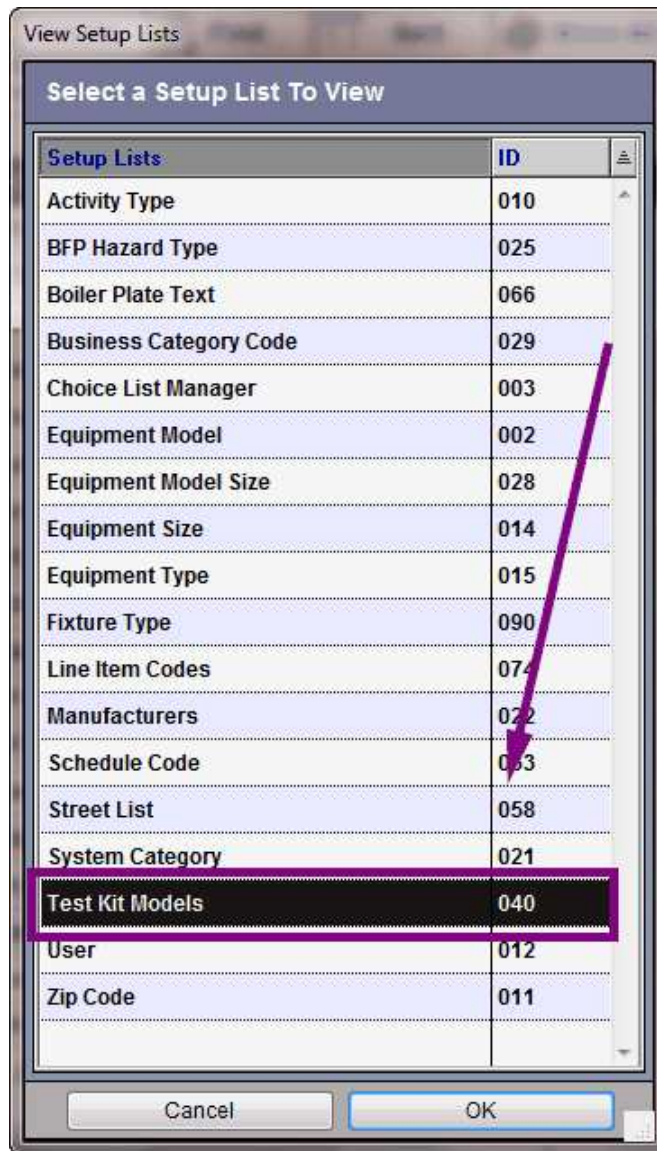 View Setup Lists
Select a Setup List To View
Setup Lists ID
Activity Type 010
BFP Hazard Type 025
Boiler Plate Text 066
Business Category Code 029
Choice List Manager 003
Equipment Model 002
Equipment Model Size 028
Equipment Size 014
Equipment Type 015
Fixture Type 090
Line Item Codes 074
Manufacturers 022
Schedule Code
Street List 058
System Category 021
Test Kit Models 040
User 012
Zip Code 011
Cancel OK